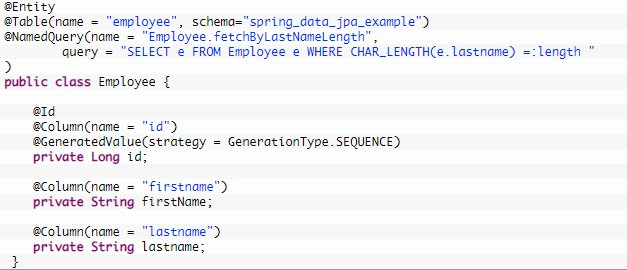 @Entity
@Table(name = "employee", schema="spring_data_jpa_example")
@NamedQuery(name = "Employee.fetchByLastNameLength",
query = "SELECT e FROM Employee e WHERE CHAR_LENGTH(e.lastname) =:length "
)
public class Employee {
@Id
@Column(name = "id")
@GeneratedValue(strategy = GenerationType.SEQUENCE)
private Long id;
@Column(name = "firstname")
private String firstName;
@Column(name = "lastname")
private String lastname;
}